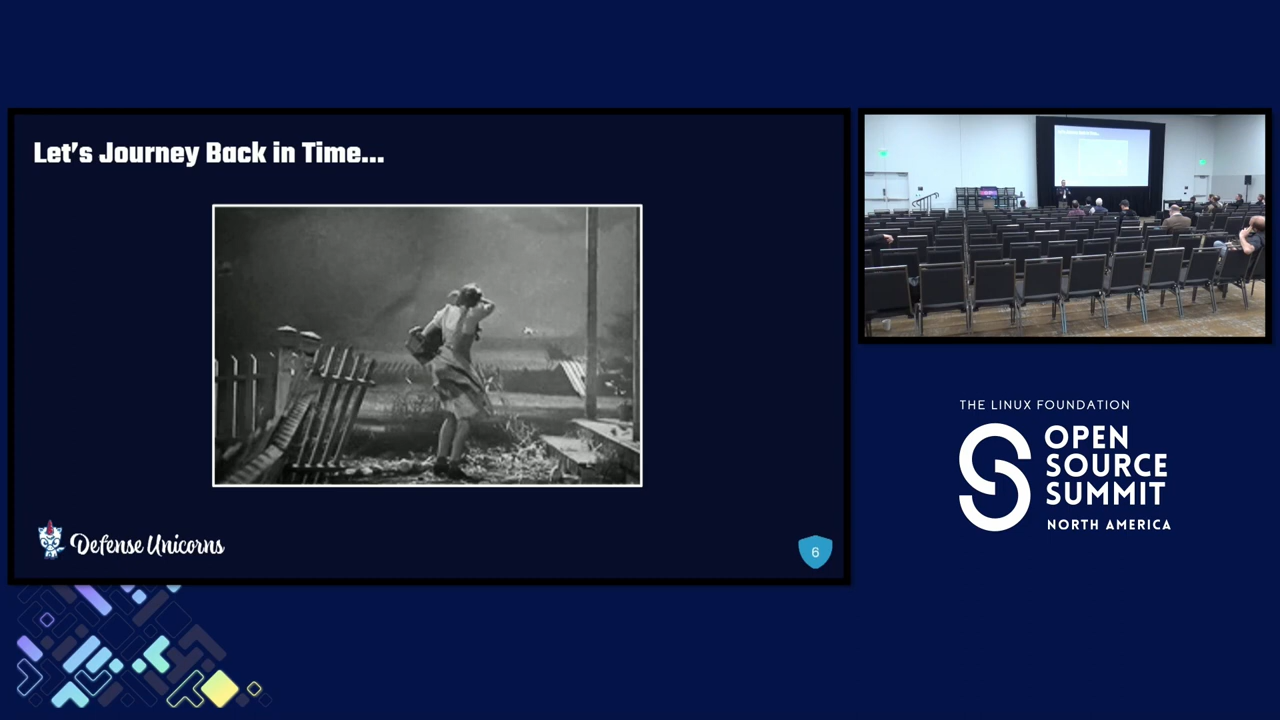 Let's Journey Back in Time...
Defense Unicorns
6
THE LINUX FOUNDATION
OPEN
SOURCE
SUMMIT
NORTH AMERICA